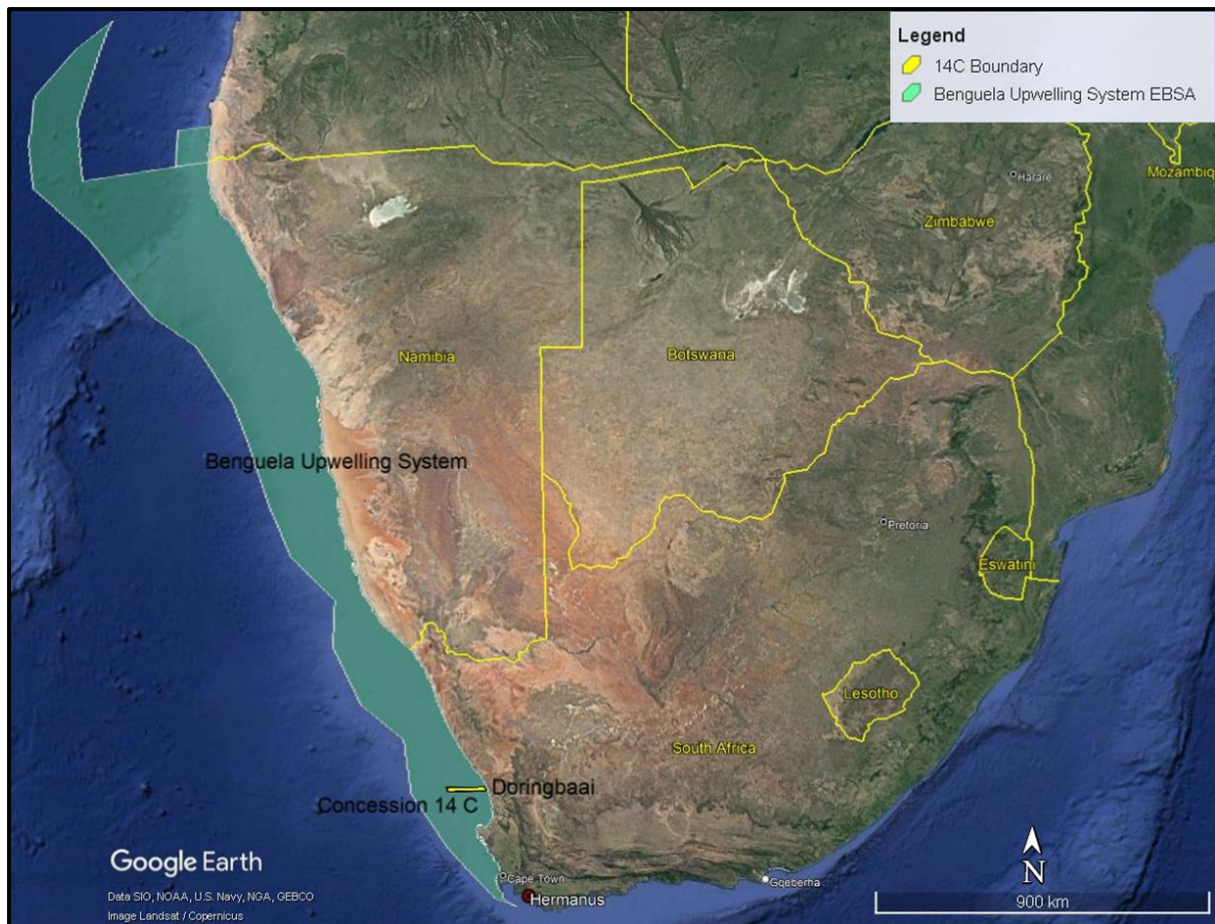 Legend
14C Boundary
Benguela Upwelling System EBSA
Mozambiq
Harare
Zimbabwe
Namibia
Botswana
Benguela Upwelling System
Pretoria
Eswatini
Lesotho
South Africa
Doringbaai
Concession 14 C
Google Earth
Cape Town
Gqeberha
N
Hermanus
900 km
Data SIO, NOAA, U.S. Navy, NGA, GEBCO
Image Landsat / Copernicus